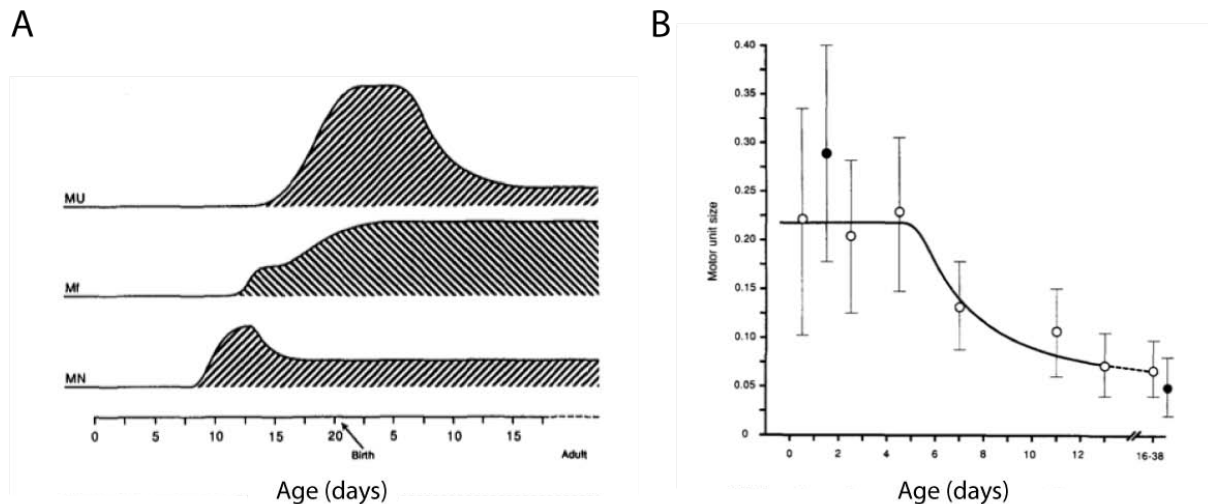 A
MU
Mf
MN
0 5 10 15 20 5 10 15
Birth
Adult
Age (days)
B
Motor unit size
0.40
0.35
0.30
0.25
0.20
0.15
0.10
0.05
0
0 2 4 6 8 10 12 16-38
Age (days)